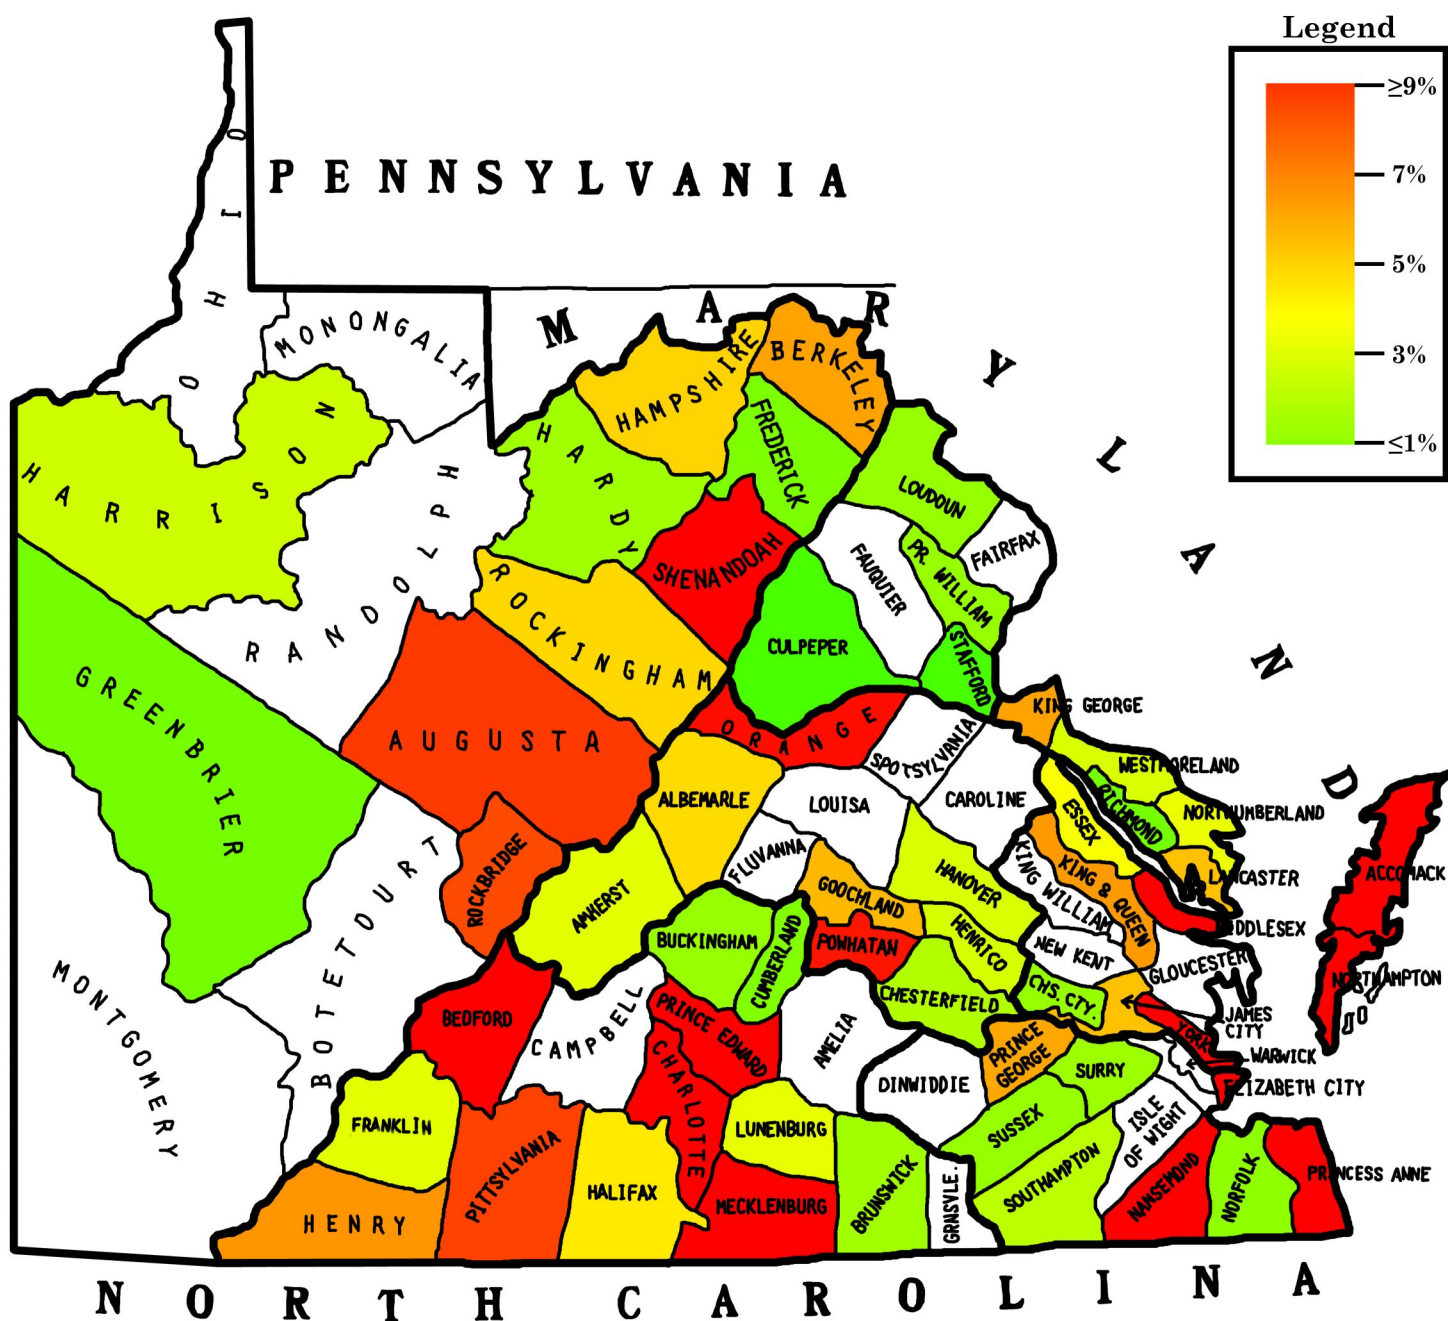 Legend
≥9%
7%
5%
3%
≤1%
PENNSYLVANIA
MARYLAND
NORTH CAROLINA
OHIO
MONONGALIA
HARRISON
RANDOLPH
HAMPSHIRE
BERKELEY
HARDY
FREDERICK
LOUDOUN
FAIRFAX
FAUQUIER
PR. WILLIAM
SHENANDOAH
ROCKINGHAM
CULPEPER
STAFFORD
GREENBRIER
AUGUSTA
ORANGE
SPOTSYLVANIA
KING GEORGE
WESTMORELAND
RICHMOND
NORTHUMBERLAND
ALBEMARLE
LOUISA
CAROLINE
ESSEX
LANCASTER
ACCOMACK
ROCKBRIDGE
FLUVANNA
GOOCHLAND
HANOVER
KING WILLIAM
KING & QUEEN
MIDDLESEX
AMHERST
BUCKINGHAM
CUMBERLAND
POWHATAN
HENRICO
NEW KENT
GLOUCESTER
NORTHAMPTON
MONTGOMERY
BOTETOURT
BEDFORD
CAMPBELL
PRINCE EDWARD
AMELIA
CHESTERFIELD
CHS. CTY.
JAMES
CITY
YORK
WARWICK
ELIZABETH CITY
FRANKLIN
CHARLOTTE
LUNENBURG
DINWIDDIE
PRINCE
GEORGE
SURRY
SUSSEX
ISLE
OF WIGHT
HENRY
PITTSYLVANIA
HALIFAX
MECKLENBURG
BRUNSWICK
GRNSVLE.
SOUTHAMPTON
NANSEMOND
NORFOLK
PRINCESS ANNE